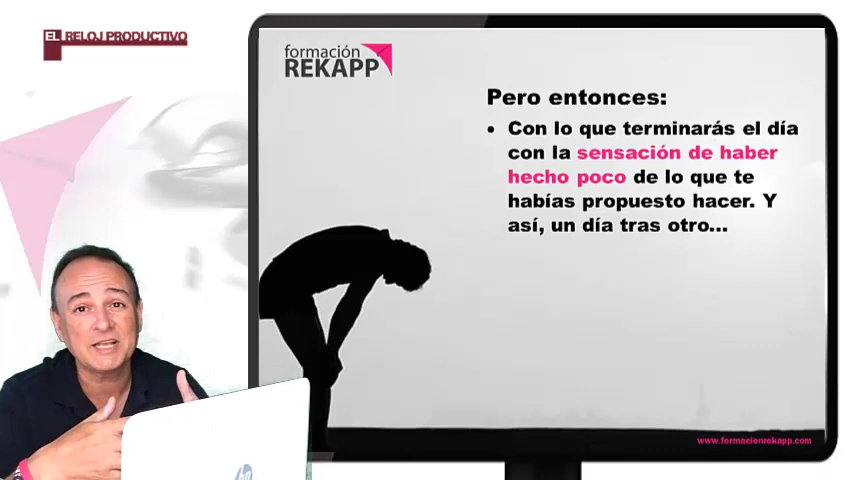 EL RELOJ PRODUCTIVO
formación
REKAPP
Pero entonces:
• Con lo que terminarás el día
con la sensación de haber
hecho poco de lo que te
habías propuesto hacer. Y
así, un día tras otro...
www.formacionrekapp.com
hp